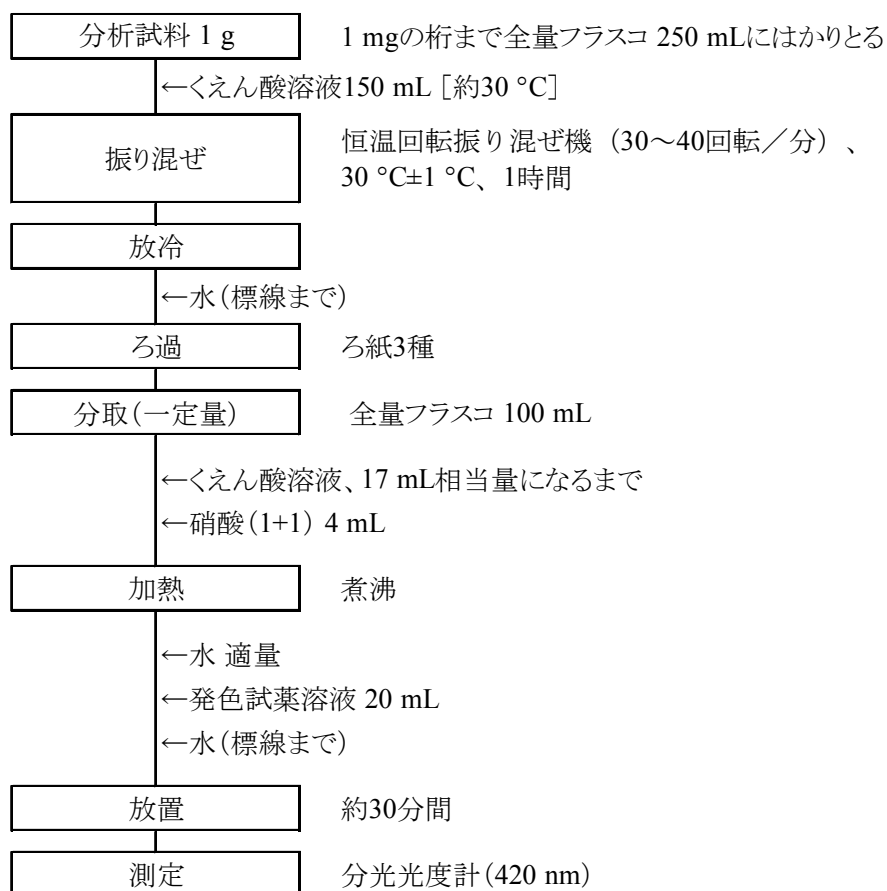 分析試料 1 g 1 mgの桁まで全量フラスコ 250 mLにはかりとる
←くえん酸溶液150 mL [約30 °C]
振り混ぜ
恒温回転振り混ぜ機（30～40回転／分）、
30 °C±1 °C、1時間
放冷
←水（標線まで）
ろ過 ろ紙3種
分取（一定量） 全量フラスコ 100 mL
←くえん酸溶液、17 mL相当量になるまで
←硝酸（1+1） 4 mL
加熱 煮沸
←水 適量
←発色試薬溶液 20 mL
←水（標線まで）
放置 約30分間
測定 分光光度計（420 nm）